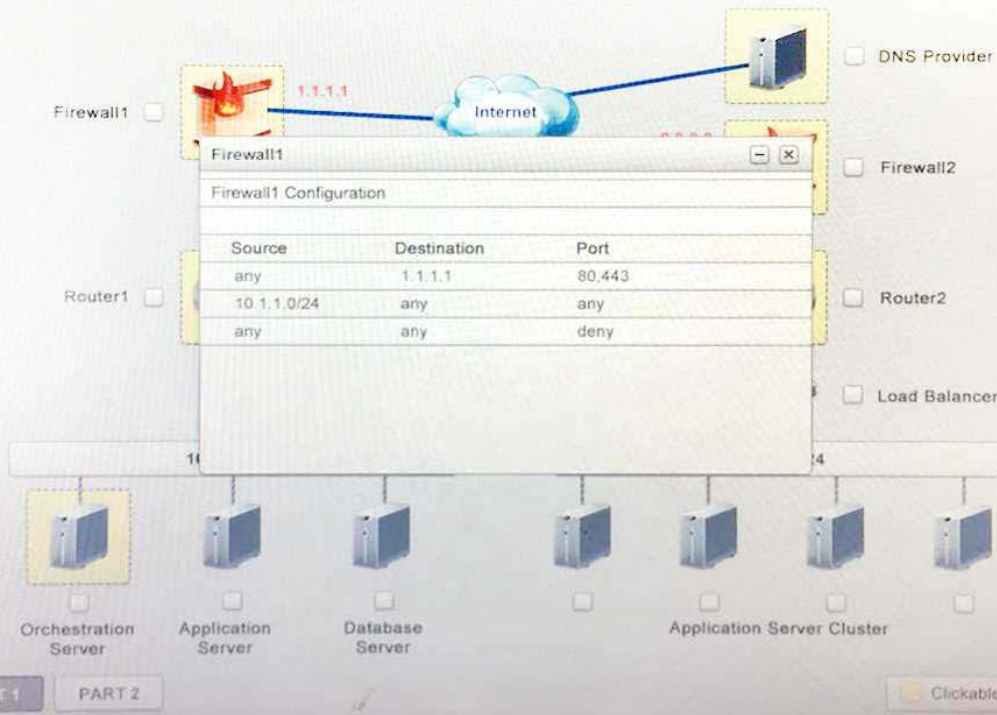 DNS Provider
1.1.1.1
Firewall1
Internet
Firewall1
Firewall2
Firewall1 Configuration
Source Destination Port
any 1.1.1.1 80,443
10.1.1.0/24 any any
any any deny
Router1
Router2
Load Balancer
Orchestration
Server
Application
Server
Database
Server
Application Server Cluster
PART 2
Clickable